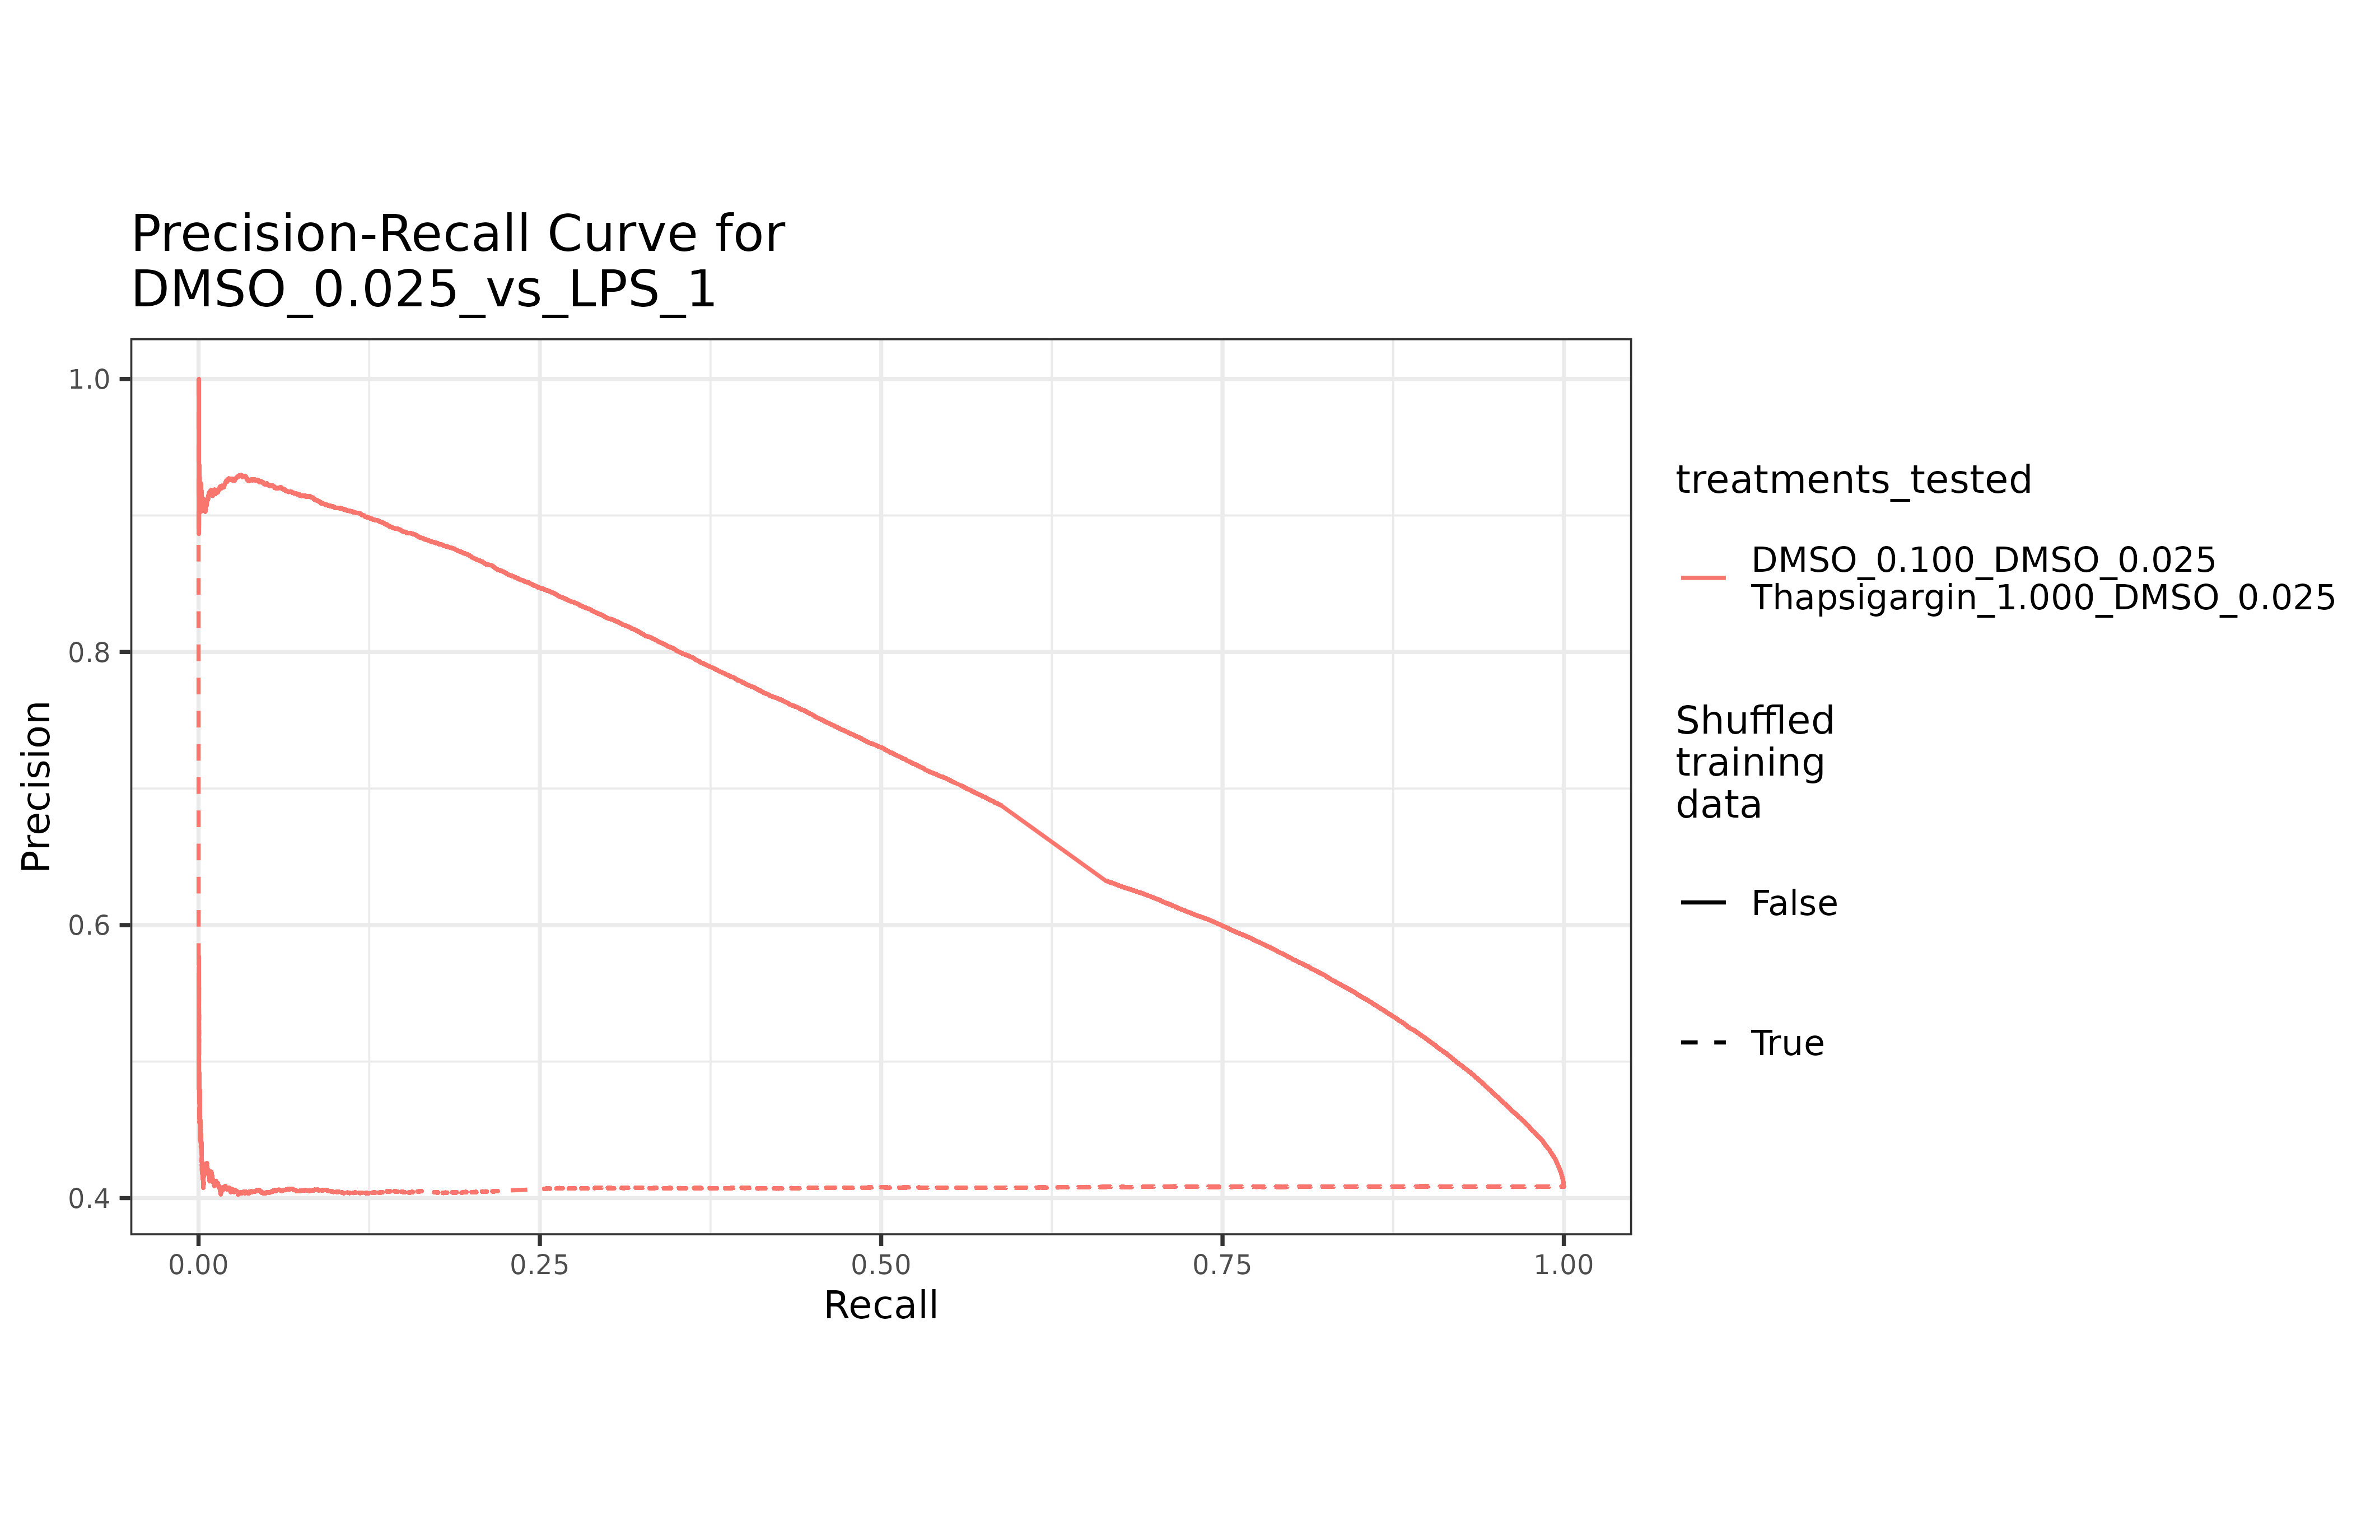 Precision-Recall Curve for
DMSO_0.025_vs_LPS_1
1.0
0.8
0.6
0.4
Precision
0.00
0.25
0.50
0.75
1.00
Recall
treatments_tested
DMSO_0.100_DMSO_0.025
Thapsigargin_1.000_DMSO_0.025
Shuffled
training
data
False
True